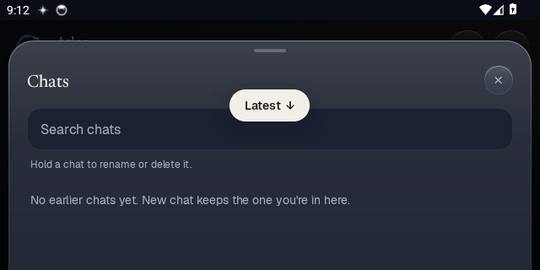 9:12
Chats
Latest ↓
Search chats
Hold a chat to rename or delete it.
No earlier chats yet. New chat keeps the one you're in here.